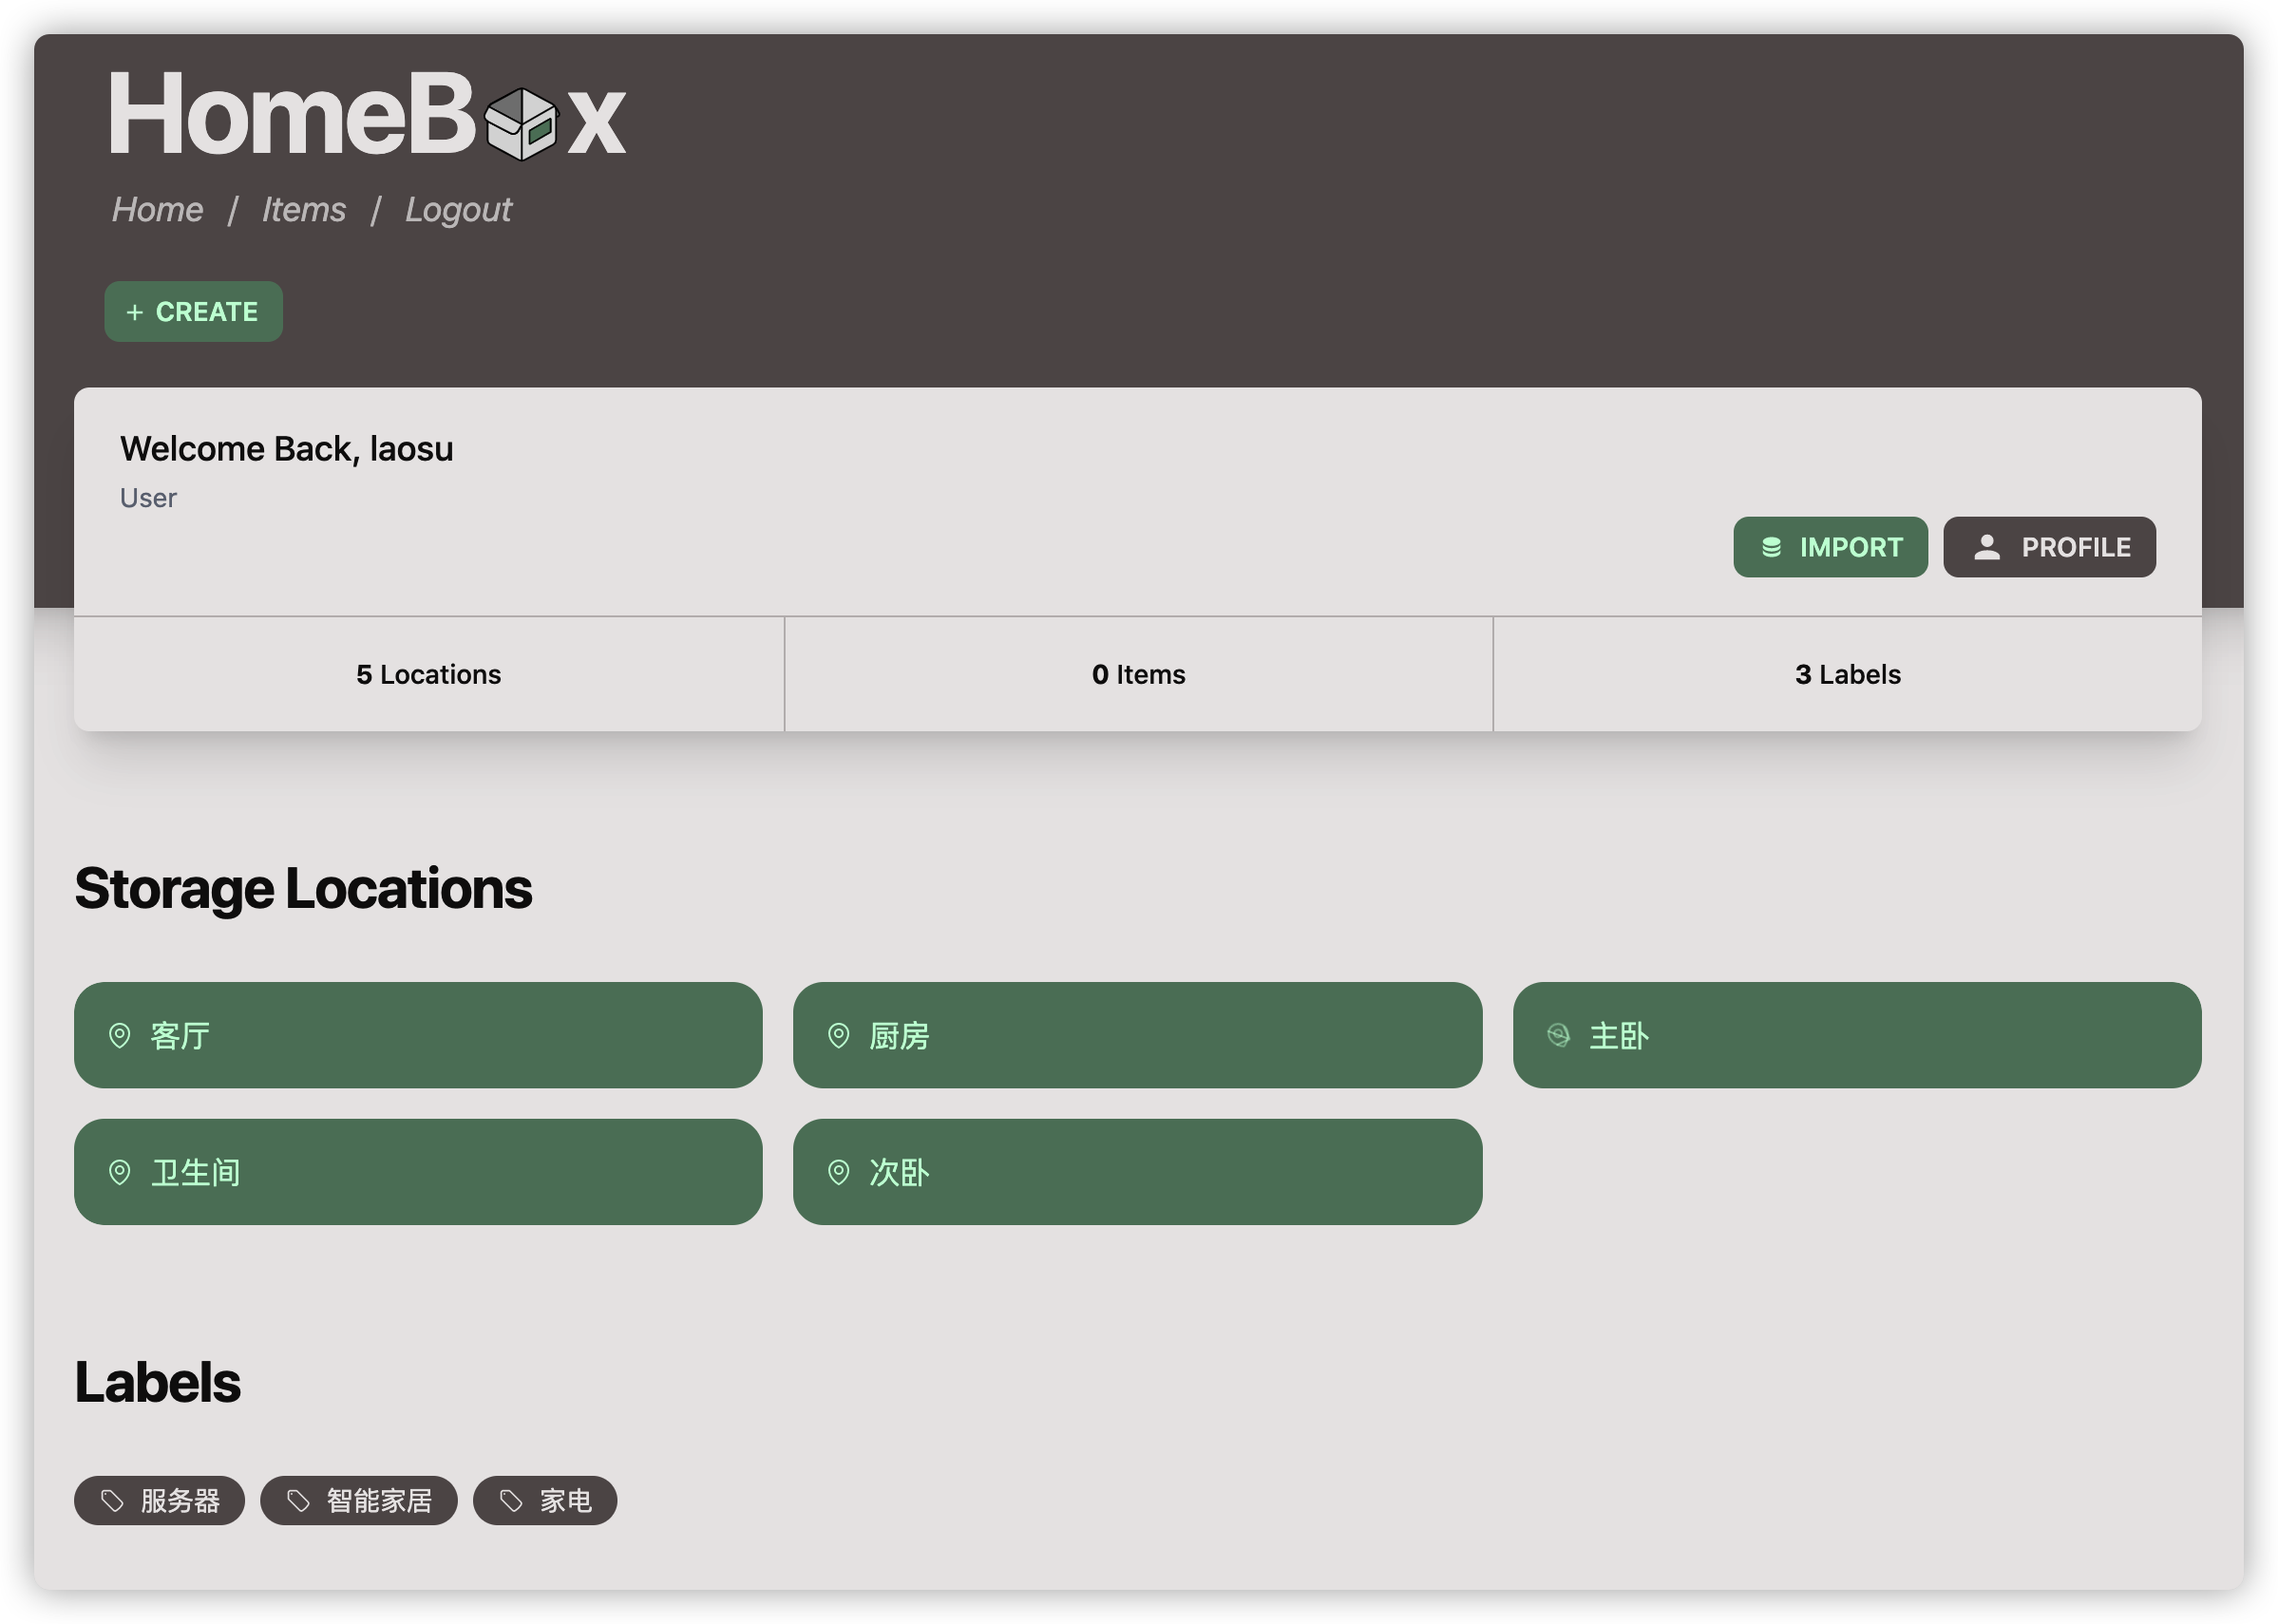 HomeBox
Home / Items / Logout
+ CREATE
Welcome Back, laosu
User
IMPORT PROFILE
5 Locations 0 Items 3 Labels
Storage Locations
客厅 厨房 主卧
卫生间 次卧
Labels
服务器 智能家居 家电